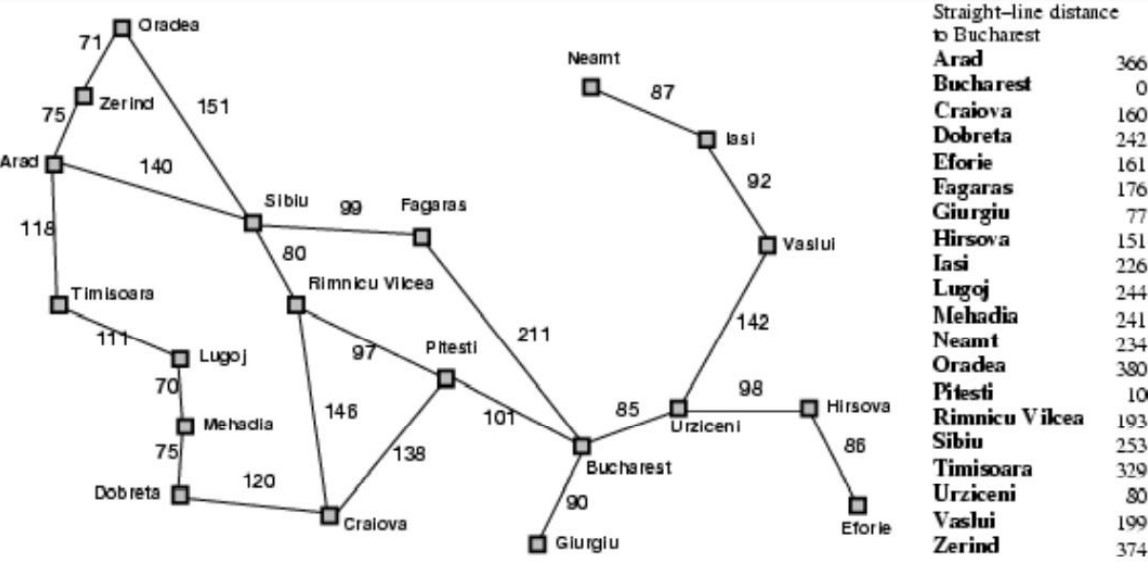 Oradea
71
Neamt
87
Zerind
151
75
Iasi
Arad
140
92
Sibiu
99
Fagaras
118
80
Vaslui
Timisoara
Rimnicu Vilcea
111
Lugoj
97
Pitesti
211
142
70
98
146
85
Hirsova
Mehadia
101
Urziceni
75
138
86
120
Bucharest
Dobreta
90
Craiova
Eforie
Giurgiu
Straight–line distance
to Bucharest
Arad 366
Bucharest 0
Craiova 160
Dobreta 242
Eforie 161
Fagaras 176
Giurgiu 77
Hirsova 151
Iasi 226
Lugoj 244
Mehadia 241
Neamt 234
Oradea 380
Pitesti 10
Rimnicu Vilcea 193
Sibiu 253
Timisoara 329
Urziceni 80
Vaslui 199
Zerind 374